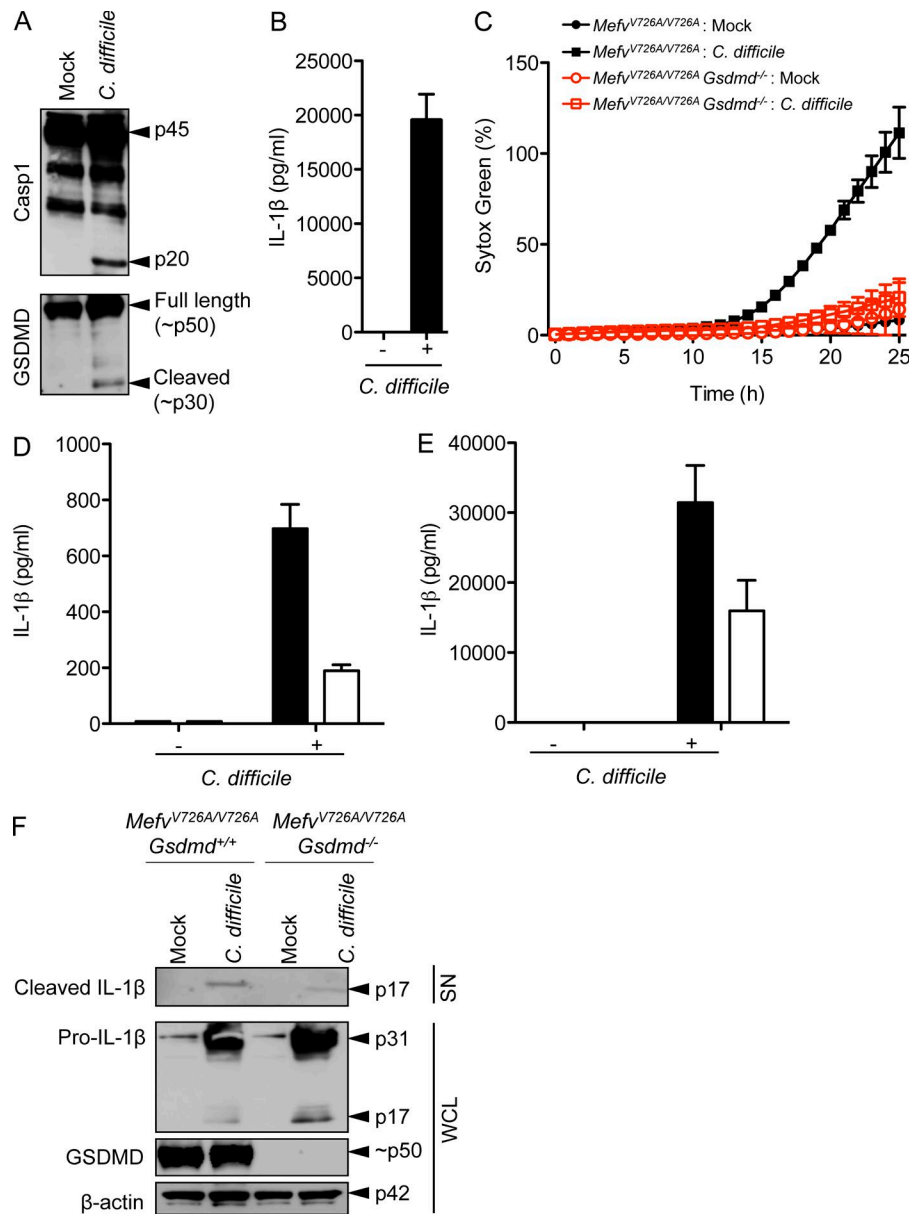 A
Mock
C. difficile
Casp1
p45
p20
GSDMD
Full length
(~p50)
Cleaved
(~p30)
B
IL-1β (pg/ml)
25000
20000
15000
10000
5000
0
- +
C. difficile
C
Mefv^V726A/V726A : Mock
Mefv^V726A/V726A : C. difficile
Mefv^V726A/V726A Gsdmd^-/- : Mock
Mefv^V726A/V726A Gsdmd^-/- : C. difficile
Sytox Green (%)
150
100
50
0
0 5 10 15 20 25
Time (h)
D
IL-1β (pg/ml)
1000
800
600
400
200
0
- +
C. difficile
E
IL-1β (pg/ml)
40000
30000
20000
10000
0
- +
C. difficile
F
Mefv^V726A/V726A Mefv^V726A/V726A
Gsdmd^+/+ Gsdmd^-/-
Mock C. difficile Mock C. difficile
Cleaved IL-1β p17 SN
Pro-IL-1β p31
p17
WCL
GSDMD ~p50
β-actin p42